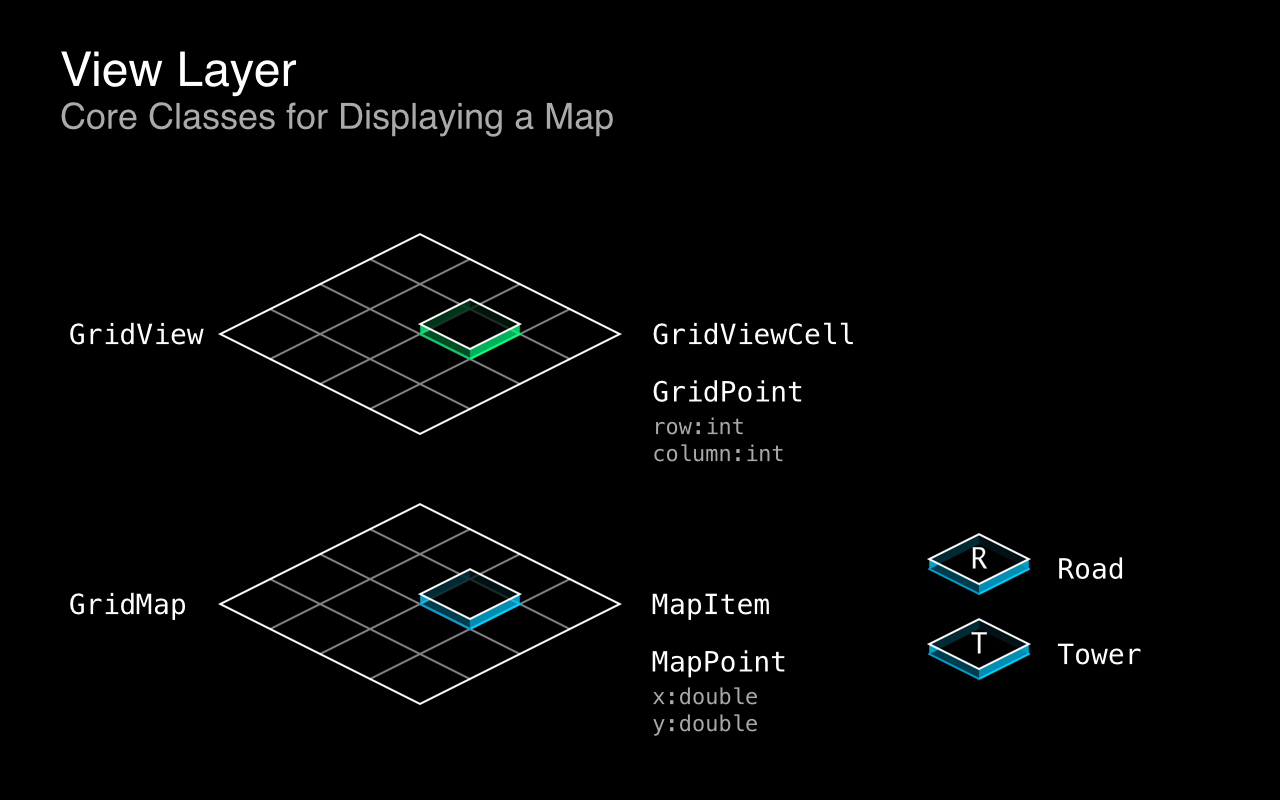 View Layer
Core Classes for Displaying a Map
GridView
GridViewCell
GridPoint
row:int
column:int
GridMap
MapItem
MapPoint
x:double
y:double
R
Road
T
Tower